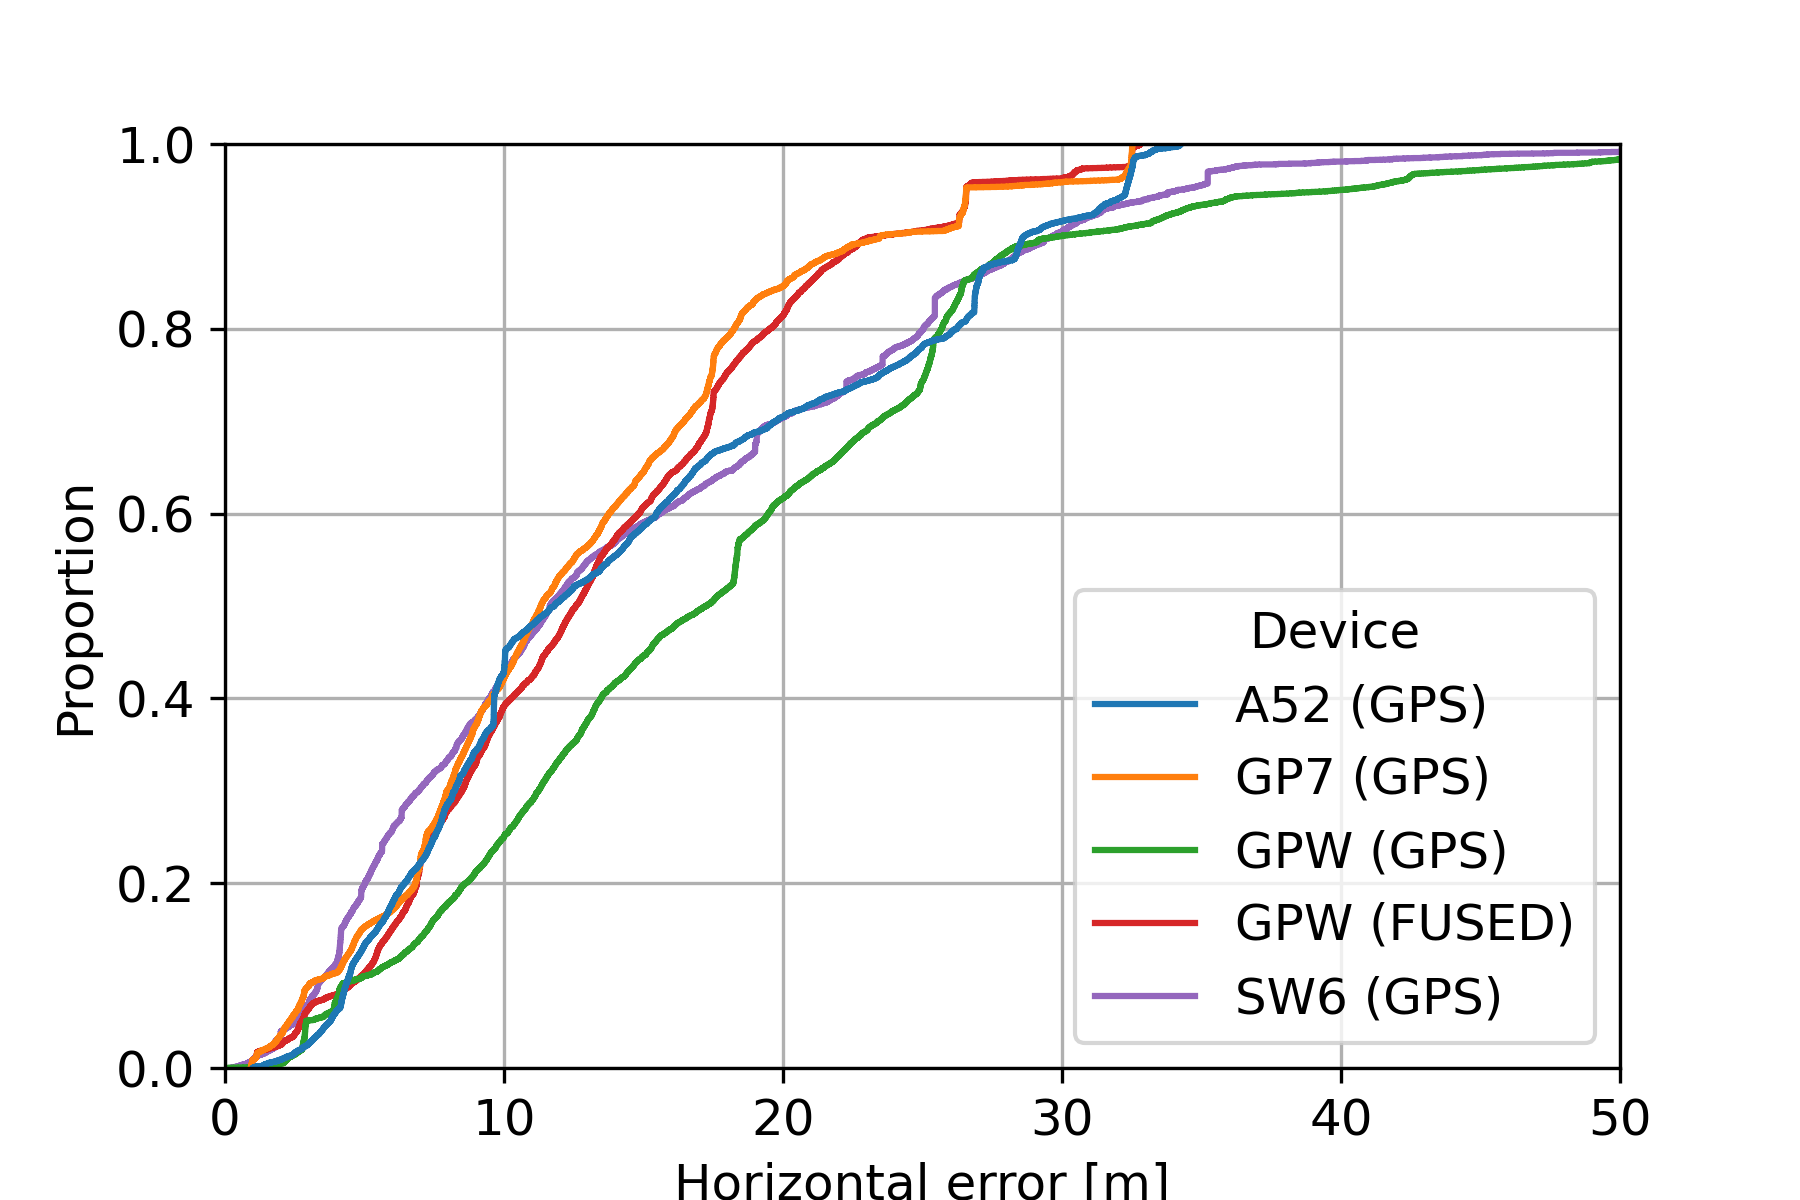 1.0
0.8
0.6
0.4
0.2
0.0
Proportion
0 10 20 30 40 50
Horizontal error [m]
Device
A52 (GPS)
GP7 (GPS)
GPW (GPS)
GPW (FUSED)
SW6 (GPS)